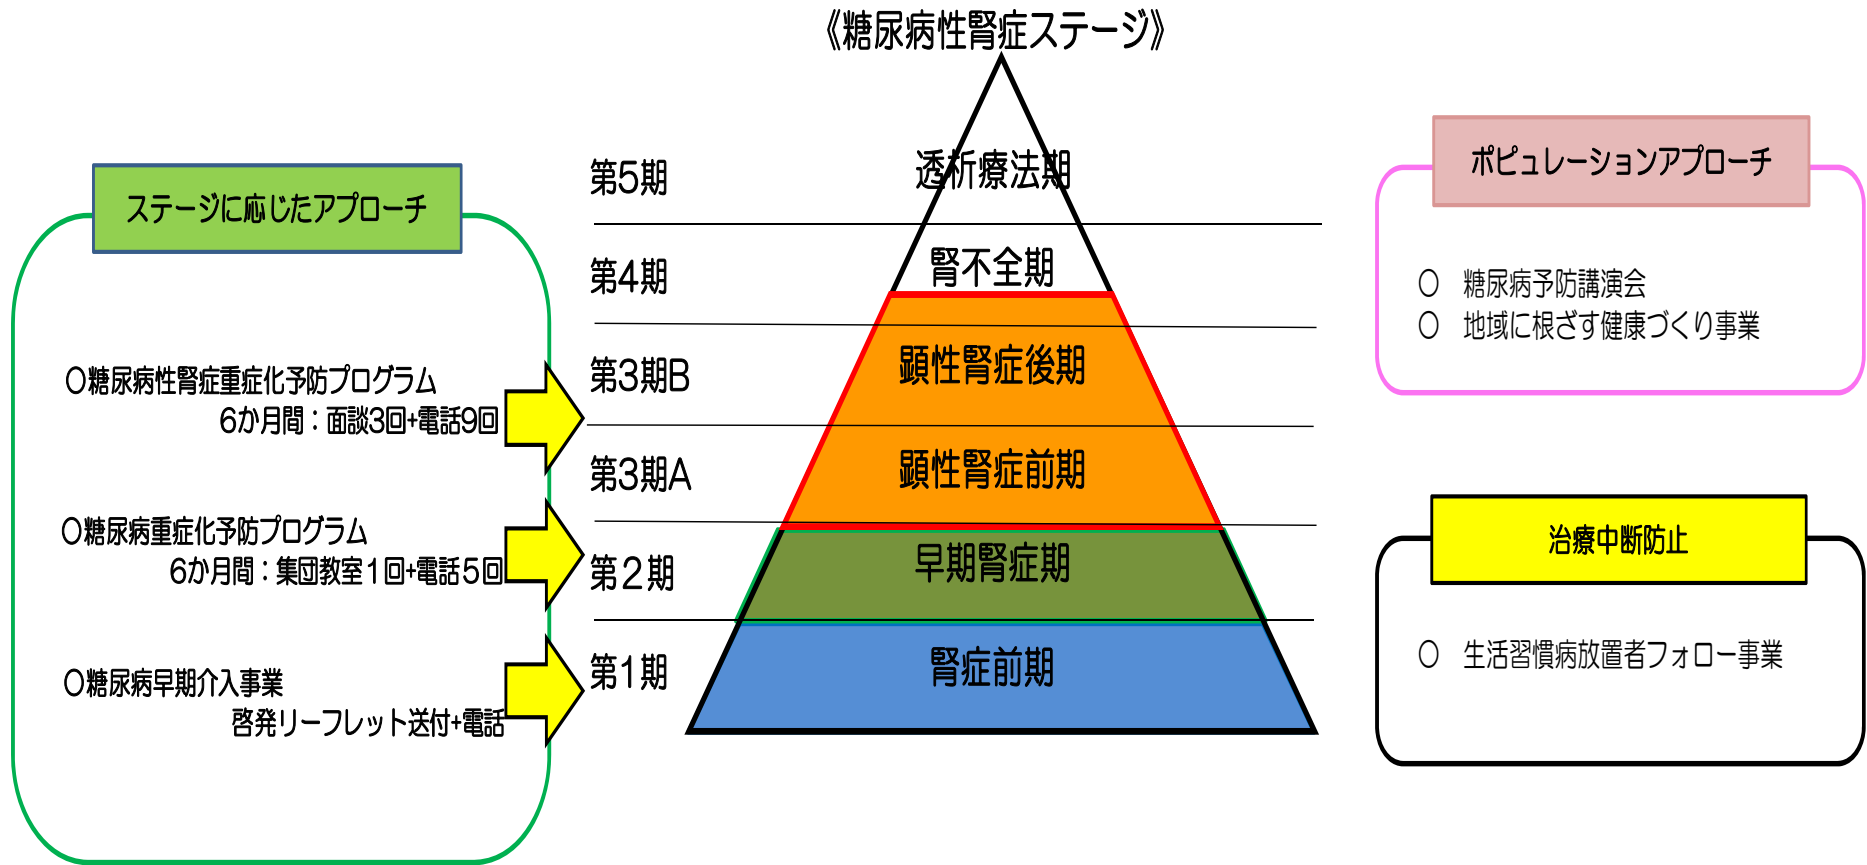 《糖尿病性腎症ステージ》
ステージに応じたアプローチ
○糖尿病性腎症重症化予防プログラム
6か月間：面談3回+電話9回
○糖尿病重症化予防プログラム
6か月間：集団教室１回+電話５回
○糖尿病早期介入事業
啓発リーフレット送付+電話
第5期
透析療法期
第4期
腎不全期
第3期B
顕性腎症後期
第3期A
顕性腎症前期
第２期
早期腎症期
第1期
腎症前期
ポピュレーションアプローチ
○　糖尿病予防講演会
○　地域に根ざす健康づくり事業
治療中断防止
○　生活習慣病放置者フォロー事業